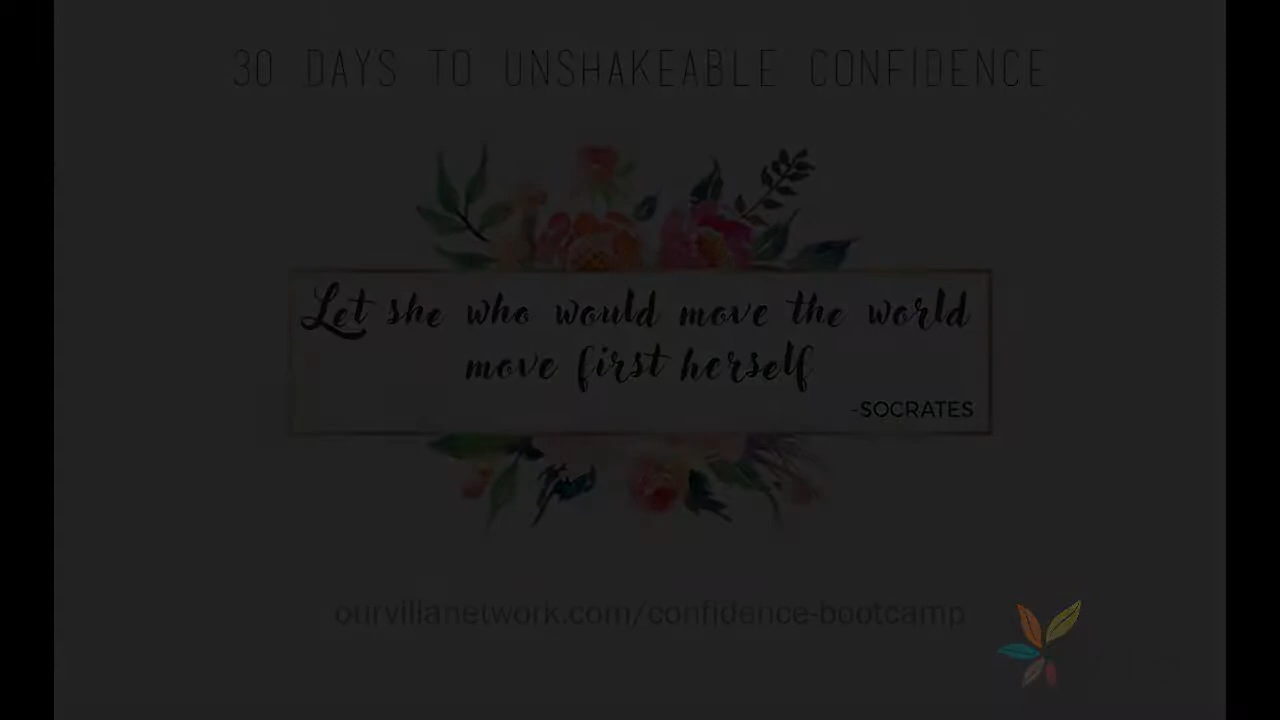 30 DAYS TO UNSHAKEABLE CONFIDENCE
Let she who would move the world
move first herself
-SOCRATES
ourvillanetwork.com/confidence-bootcamp